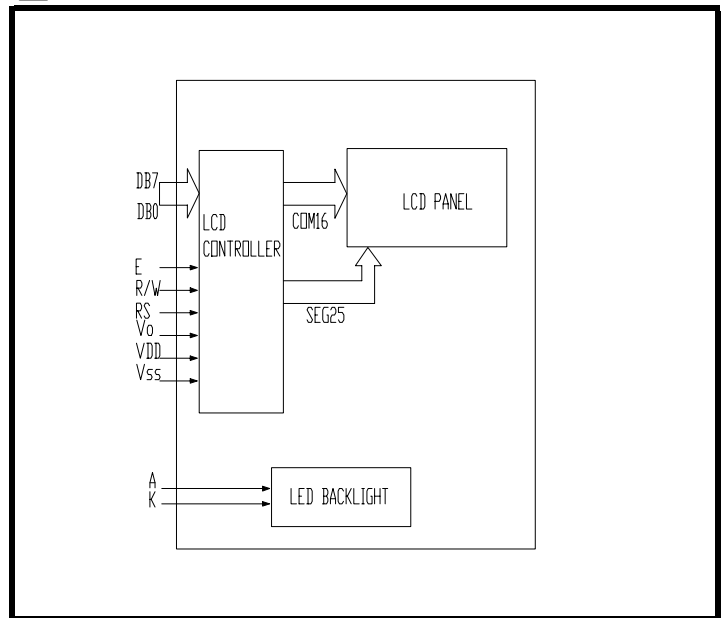 DB7
DB0
LCD
CONTROLLER
COM16
LCD PANEL
E
R/W
RS
Vo
VDD
Vss
SEG25
A
K
LED BACKLIGHT